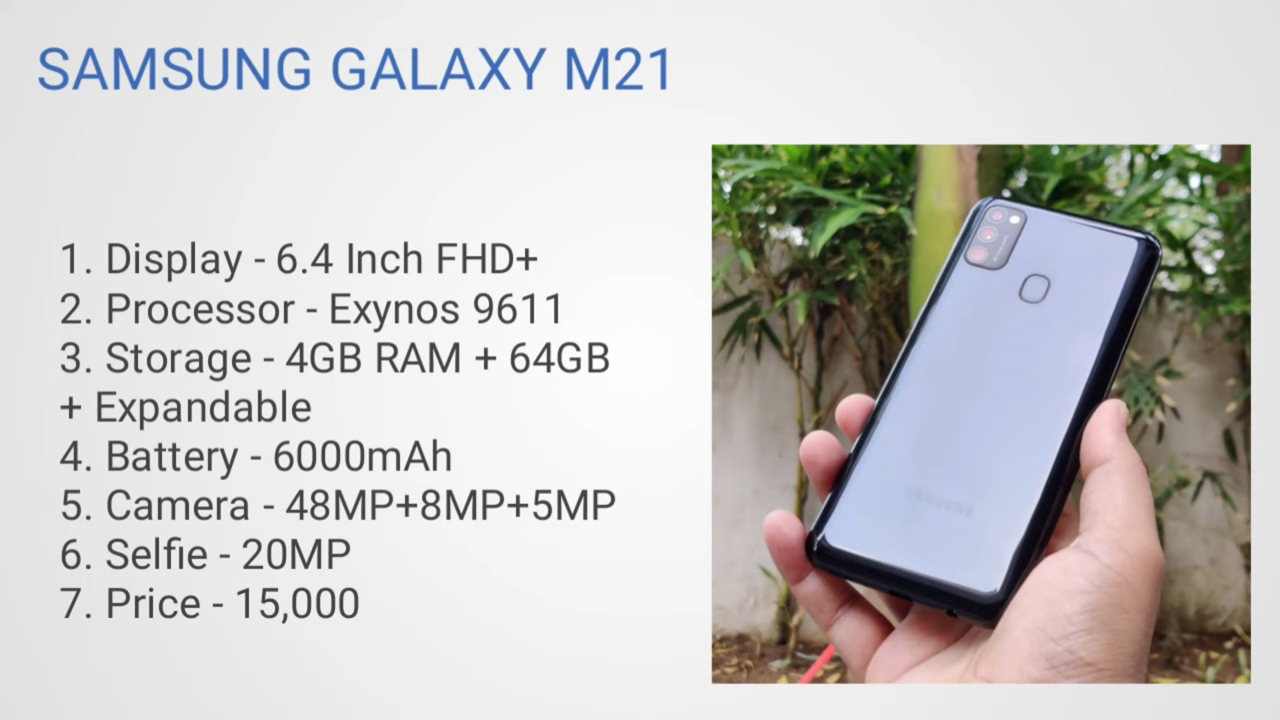 SAMSUNG GALAXY M21
1. Display - 6.4 Inch FHD+
2. Processor - Exynos 9611
3. Storage - 4GB RAM + 64GB
+ Expandable
4. Battery - 6000mAh
5. Camera - 48MP+8MP+5MP
6. Selfie - 20MP
7. Price - 15,000
SAMSUNG